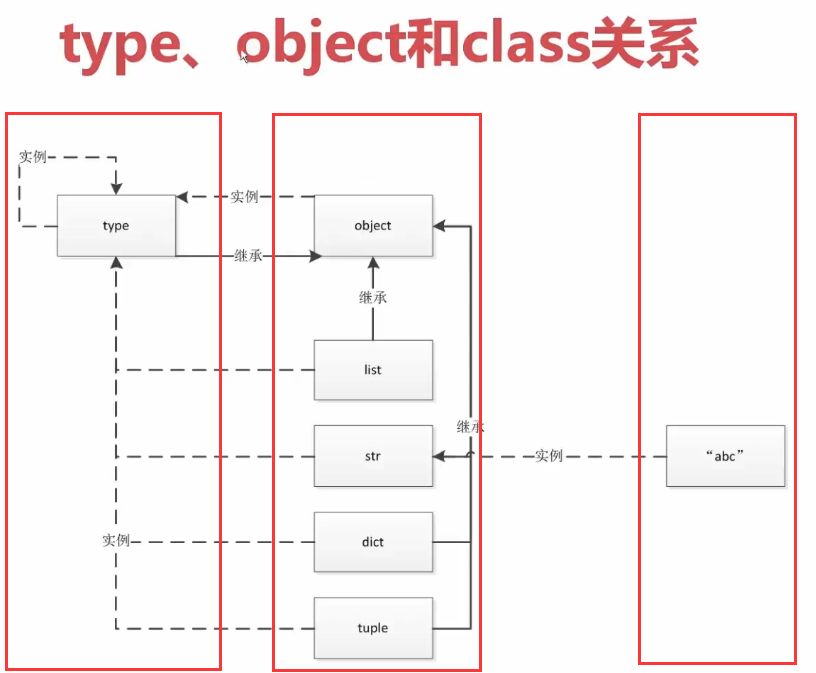 type、object和class关系
实例
type
实例
object
继承
继承
list
继承
str
实例
“abc”
实例
dict
tuple